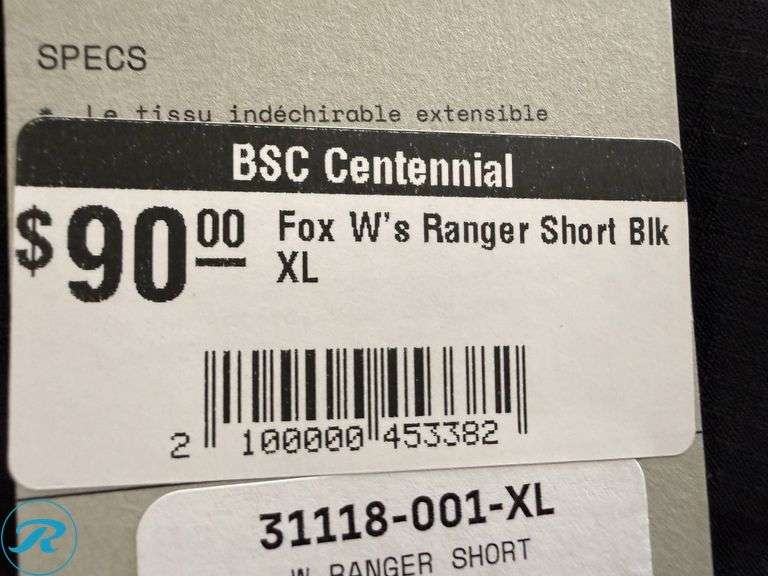 SPECS
* Le tissu indéchirable extensible
BSC Centennial
$90.00 Fox W's Ranger Short Blk
XL
2 100000 453382
31118-001-XL
W RANGER SHORT